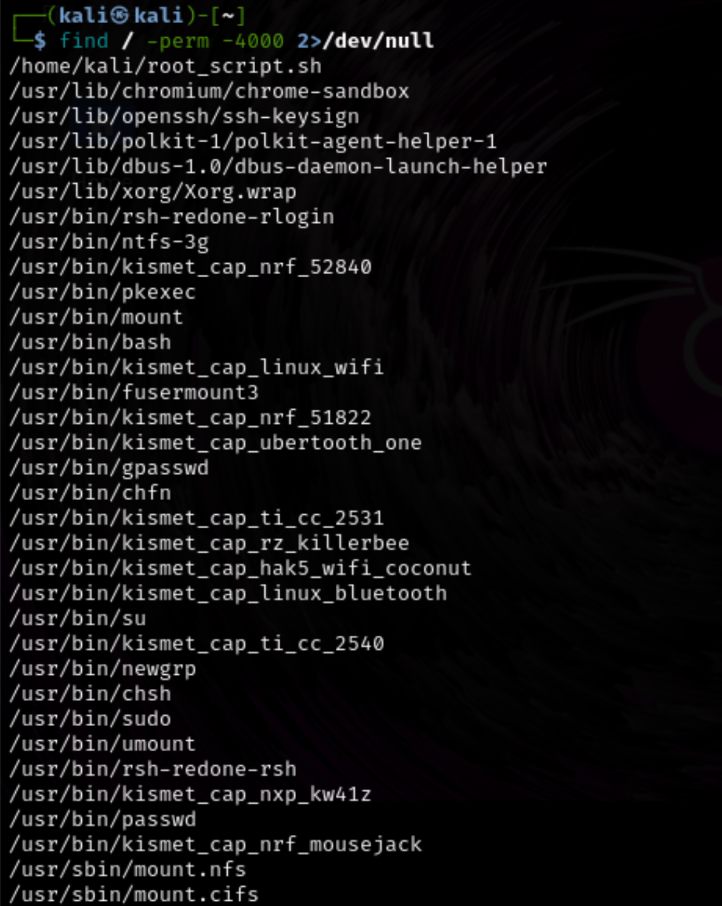 ┌──(kali㉿kali)-[~]
└─$ find / -perm -4000 2>/dev/null
/home/kali/root_script.sh
/usr/lib/chromium/chrome-sandbox
/usr/lib/openssh/ssh-keysign
/usr/lib/polkit-1/polkit-agent-helper-1
/usr/lib/dbus-1.0/dbus-daemon-launch-helper
/usr/lib/xorg/Xorg.wrap
/usr/bin/rsh-redone-rlogin
/usr/bin/ntfs-3g
/usr/bin/kismet_cap_nrf_52840
/usr/bin/pkexec
/usr/bin/mount
/usr/bin/bash
/usr/bin/kismet_cap_linux_wifi
/usr/bin/fusermount3
/usr/bin/kismet_cap_nrf_51822
/usr/bin/kismet_cap_ubertooth_one
/usr/bin/gpasswd
/usr/bin/chfn
/usr/bin/kismet_cap_ti_cc_2531
/usr/bin/kismet_cap_rz_killerbee
/usr/bin/kismet_cap_hak5_wifi_coconut
/usr/bin/kismet_cap_linux_bluetooth
/usr/bin/su
/usr/bin/kismet_cap_ti_cc_2540
/usr/bin/newgrp
/usr/bin/chsh
/usr/bin/sudo
/usr/bin/umount
/usr/bin/rsh-redone-rsh
/usr/bin/kismet_cap_nxp_kw41z
/usr/bin/passwd
/usr/bin/kismet_cap_nrf_mousejack
/usr/sbin/mount.nfs
/usr/sbin/mount.cifs